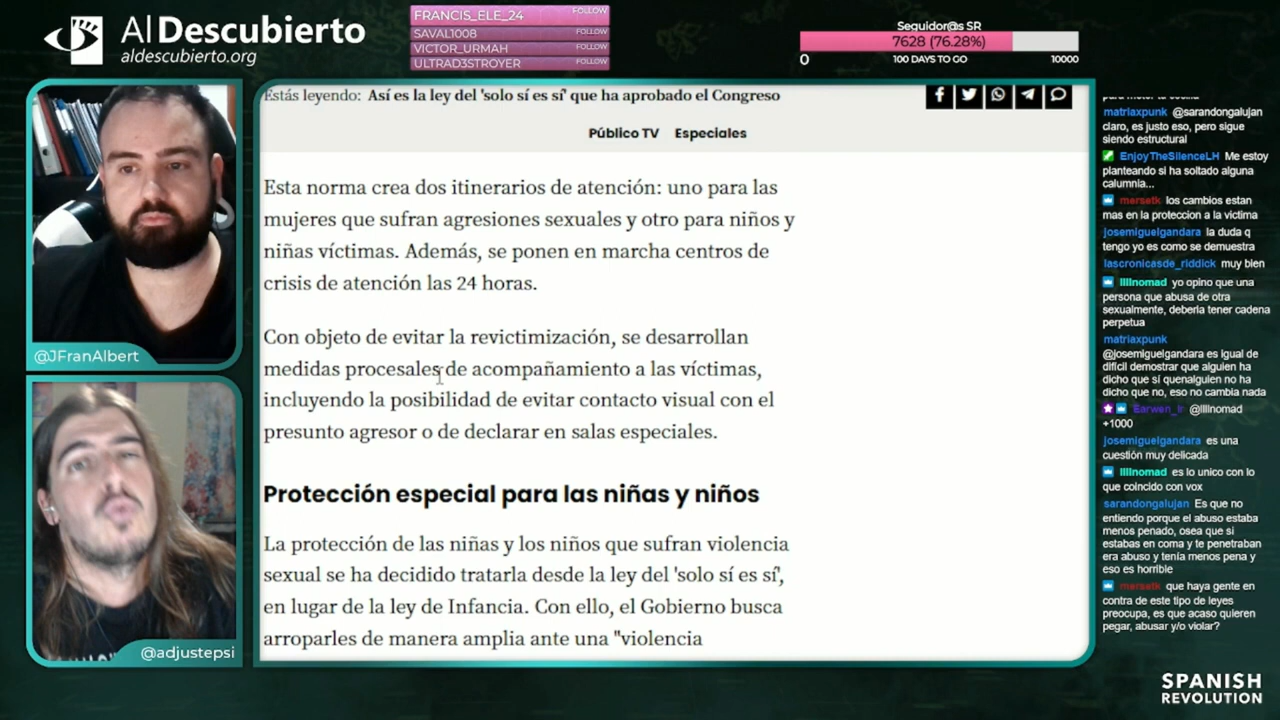 Al Descubierto
aldescubierto.org
FRANCIS_ELE_24 FOLLOW
SAVAL1008 FOLLOW
VICTOR_URMAH FOLLOW
ULTRAD3STROYER FOLLOW
Seguidor@s SR
7628 (76.28%)
0 100 DAYS TO GO 10000
Estás leyendo: Así es la ley del 'solo sí es sí' que ha aprobado el Congreso
Público TV Especiales
Esta norma crea dos itinerarios de atención: uno para las
mujeres que sufran agresiones sexuales y otro para niños y
niñas víctimas. Además, se ponen en marcha centros de
crisis de atención las 24 horas.
Con objeto de evitar la revictimización, se desarrollan
medidas procesales de acompañamiento a las víctimas,
incluyendo la posibilidad de evitar contacto visual con el
presunto agresor o de declarar en salas especiales.
Protección especial para las niñas y niños
La protección de las niñas y los niños que sufran violencia
sexual se ha decidido tratarla desde la ley del 'solo sí es sí',
en lugar de la ley de Infancia. Con ello, el Gobierno busca
arroparles de manera amplia ante una "violencia
@JFranAlbert
@adjustepsi
matriaxpunk @sarandongalujan
claro, es justo eso, pero sigue
siendo estructural
EnjoyTheSilenceLH Me estoy
planteando si ha soltado alguna
calumnia...
mersetk los cambios estan
mas en la proteccion a la victima
josemiguelgandara la duda q
tengo yo es como se demuestra
lascronicasde_riddick muy bien
llllnomad yo opino que una
persona que abusa de otra
sexualmente, deberia tener cadena
perpetua
matriaxpunk
@josemiguelgandara es igual de
difícil demostrar que alguien ha
dicho que sí quenalguien no ha
dicho que no, eso no cambia nada
Earwen_Ir @llllnomad
+1000
josemiguelgandara es una
cuestión muy delicada
llllnomad es lo unico con lo
que coincido con vox
sarandongalujan Es que no
entiendo porque el abuso estaba
menos penado, osea que si
estabas en coma y te penetraban
era abuso y tenía menos pena y
eso es horrible
mersetk que haya gente en
contra de este tipo de leyes
preocupa, es que acaso quieren
pegar, abusar y/o violar?
SPANISH
REVOLUTION